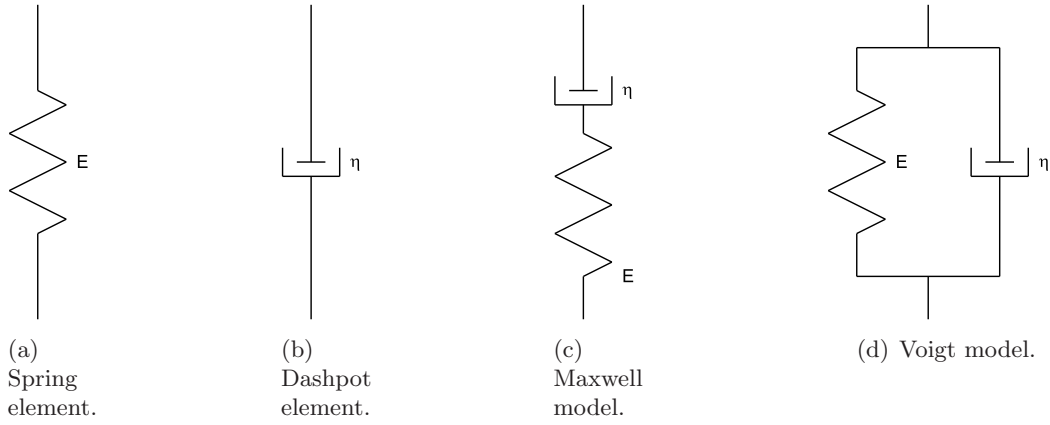 E
η
η
E
E
η
(a)
Spring
element.
(b)
Dashpot
element.
(c)
Maxwell
model.
(d) Voigt model.